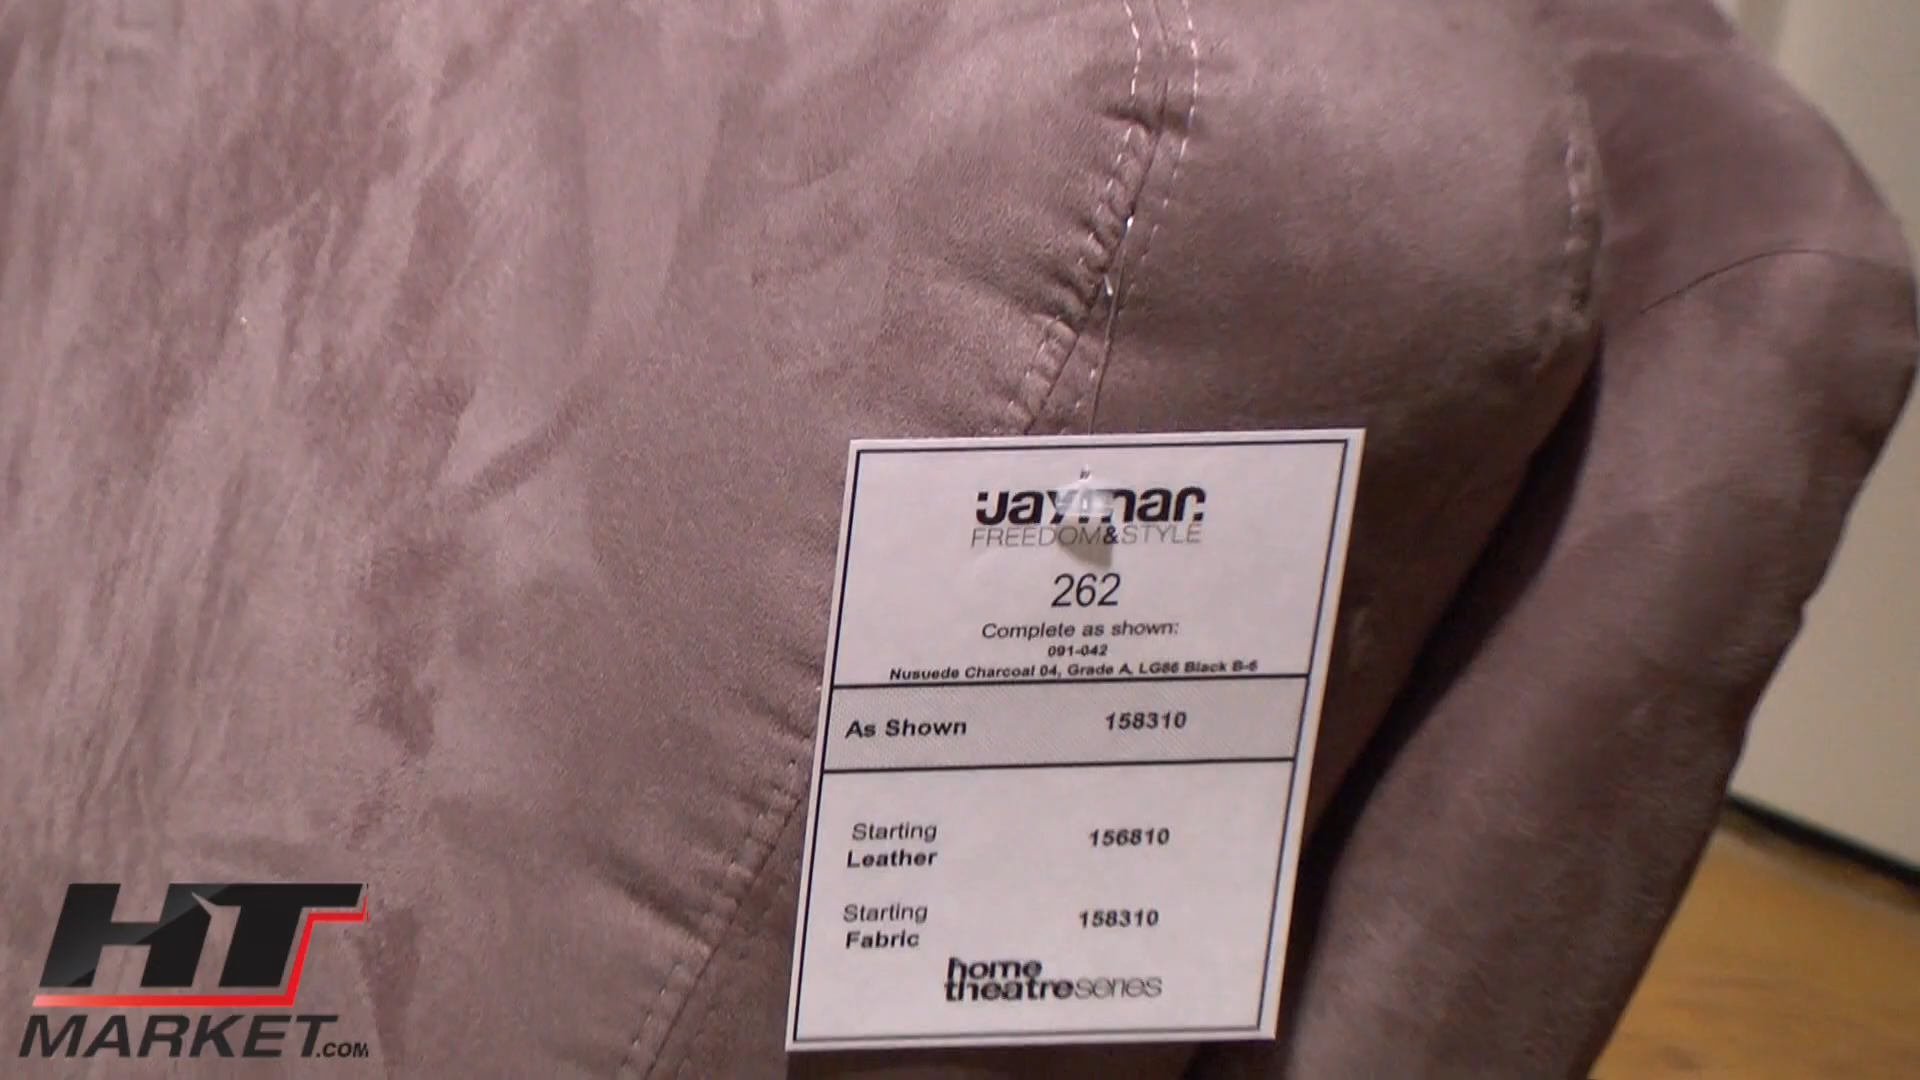 Jaymar
FREEDOM&STYLE
262
Complete as shown:
091-042
Nusuede Charcoal 04, Grade A, LG86 Black B-6
As Shown 158310
Starting
Leather 156810
Starting
Fabric 158310
home
theatreseries
HT
MARKET.COM